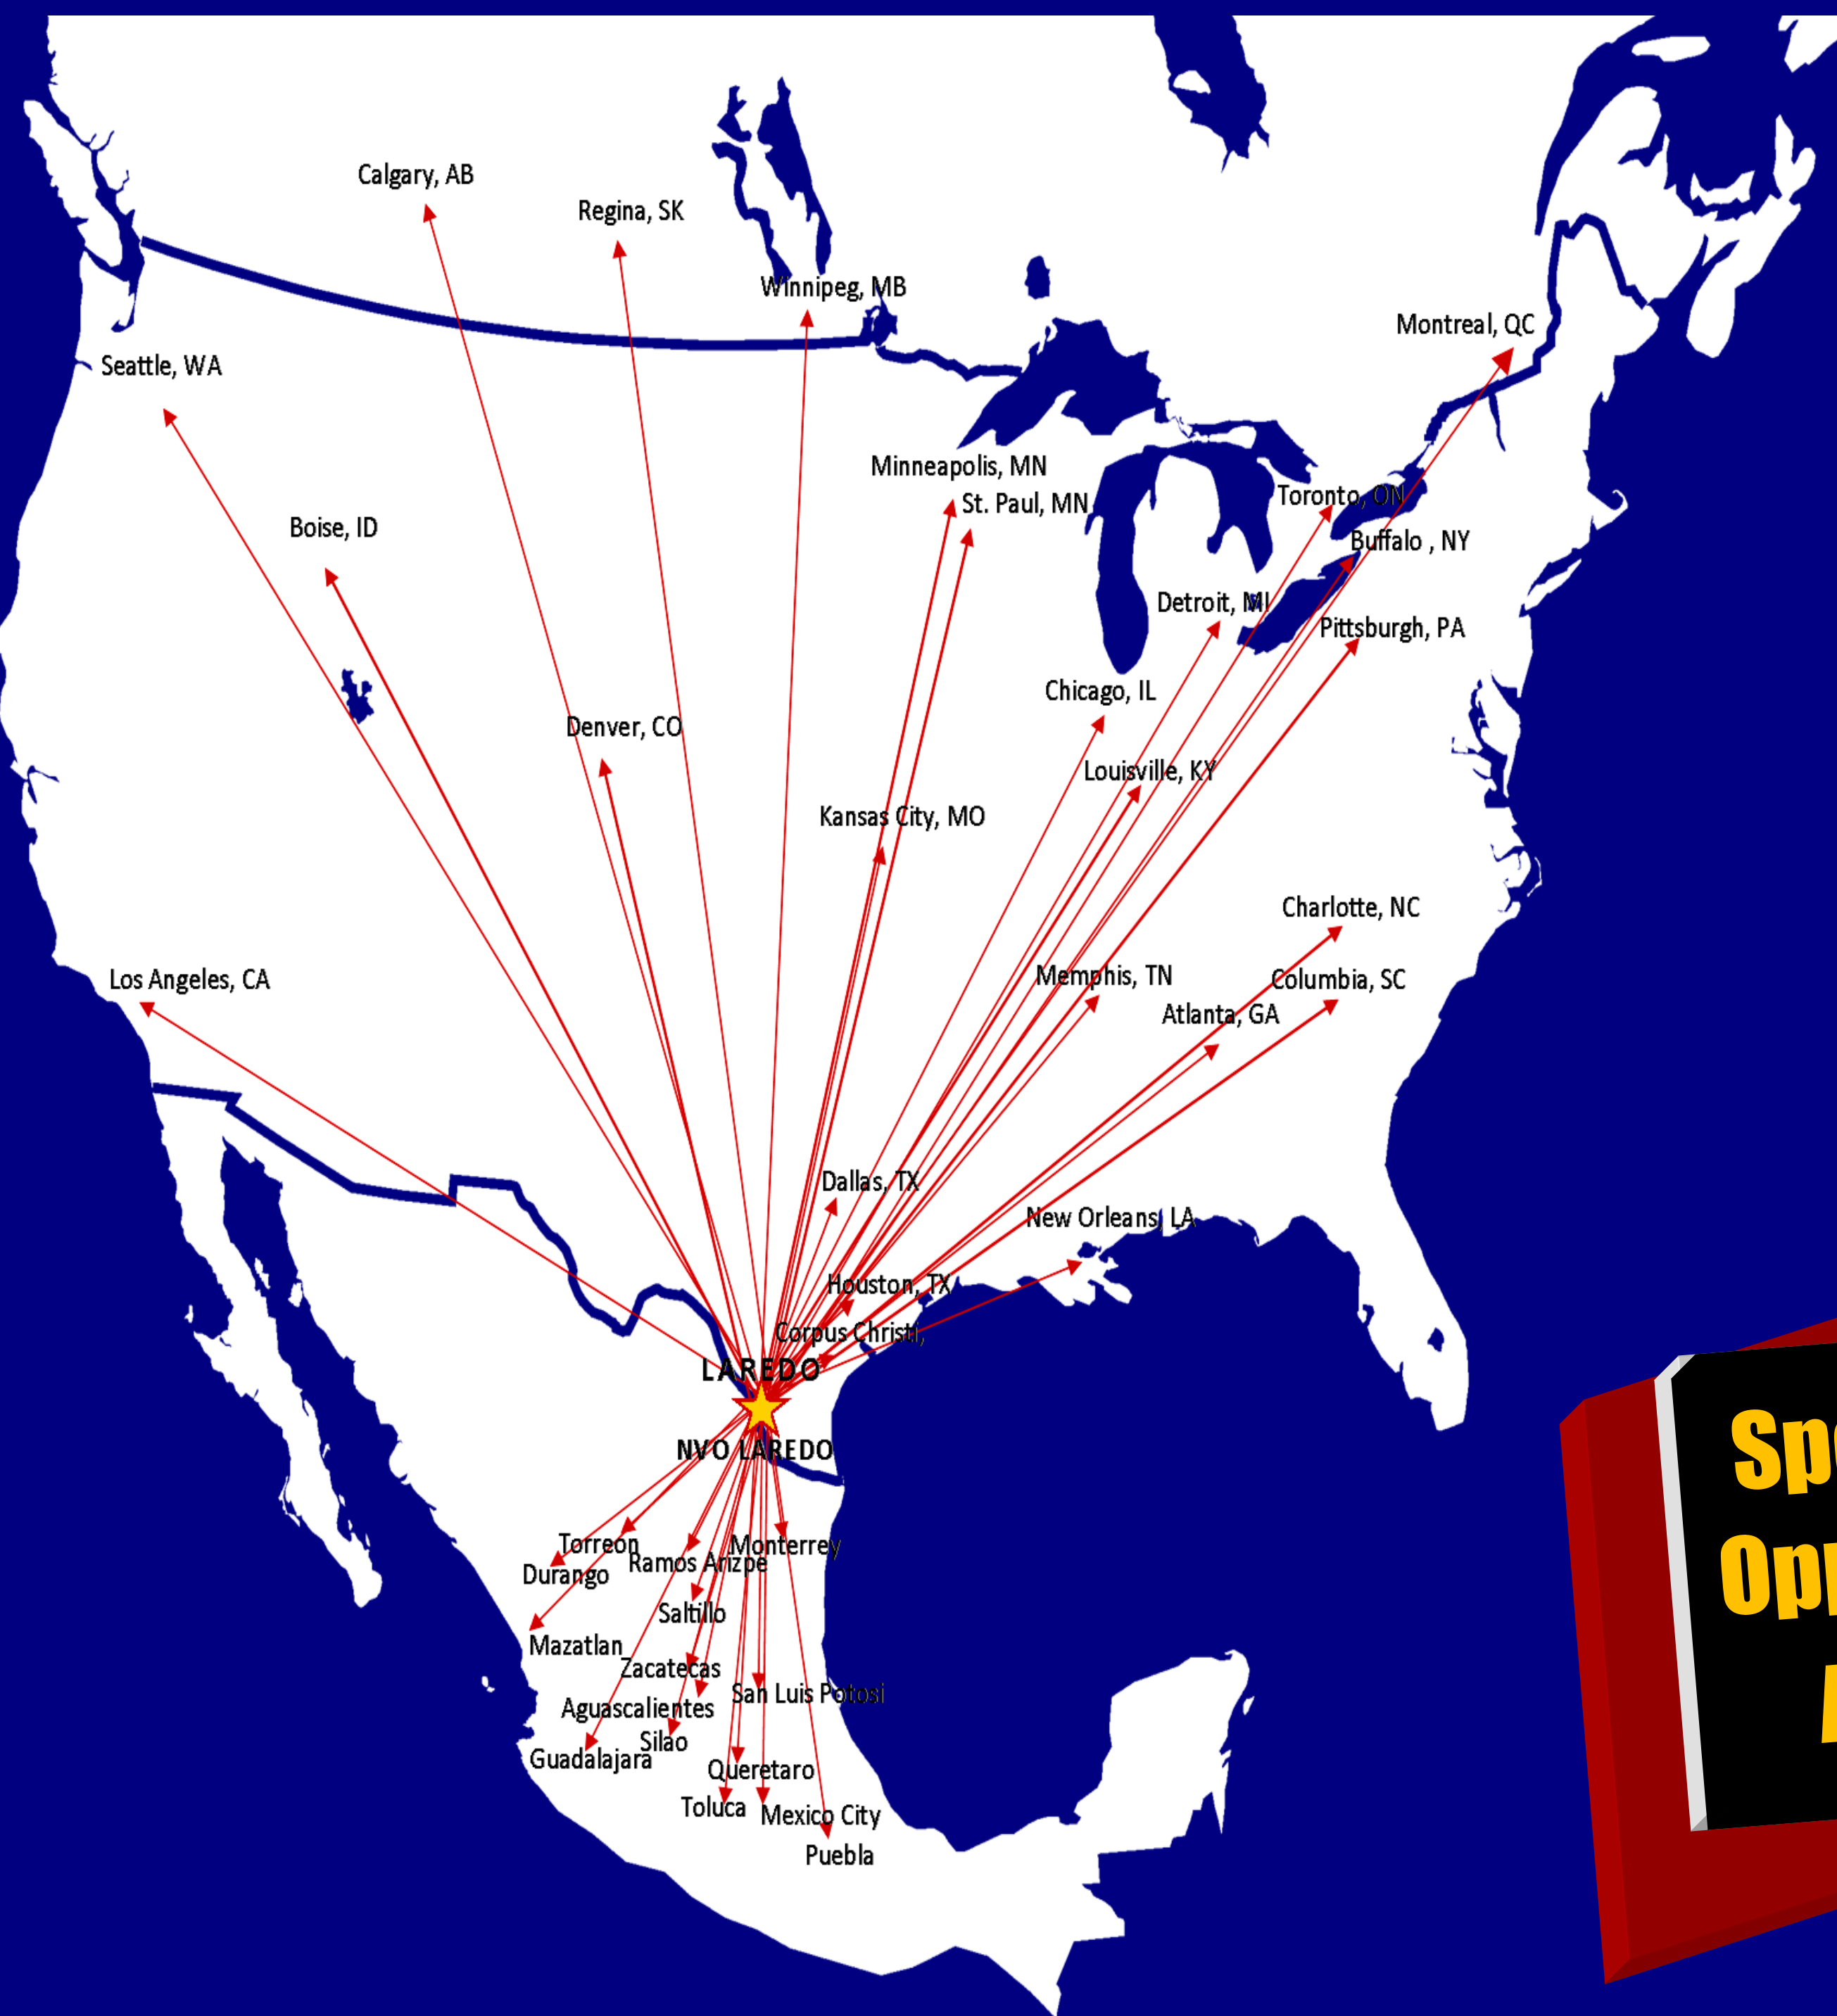 Calgary, AB
Regina, SK
Winnipeg, MB
Montreal, QC
Seattle, WA
Minneapolis, MN
St. Paul, MN
Toronto, ON
Boise, ID
Buffalo , NY
Detroit, MI
Pittsburgh, PA
Chicago, IL
Denver, CO
Louisville, KY
Kansas City, MO
Charlotte, NC
Los Angeles, CA
Memphis, TN
Columbia, SC
Atlanta, GA
Dallas, TX
New Orleans, LA
Houston, TX
Corpus Christi,
LAREDO
NVO LAREDO
Torreon
Monterrey
Ramos Arizpe
Durango
Saltillo
Mazatlan
Zacatecas
San Luis Potosi
Aguascalientes
Silao
Guadalajara
Queretaro
Toluca
Mexico City
Puebla